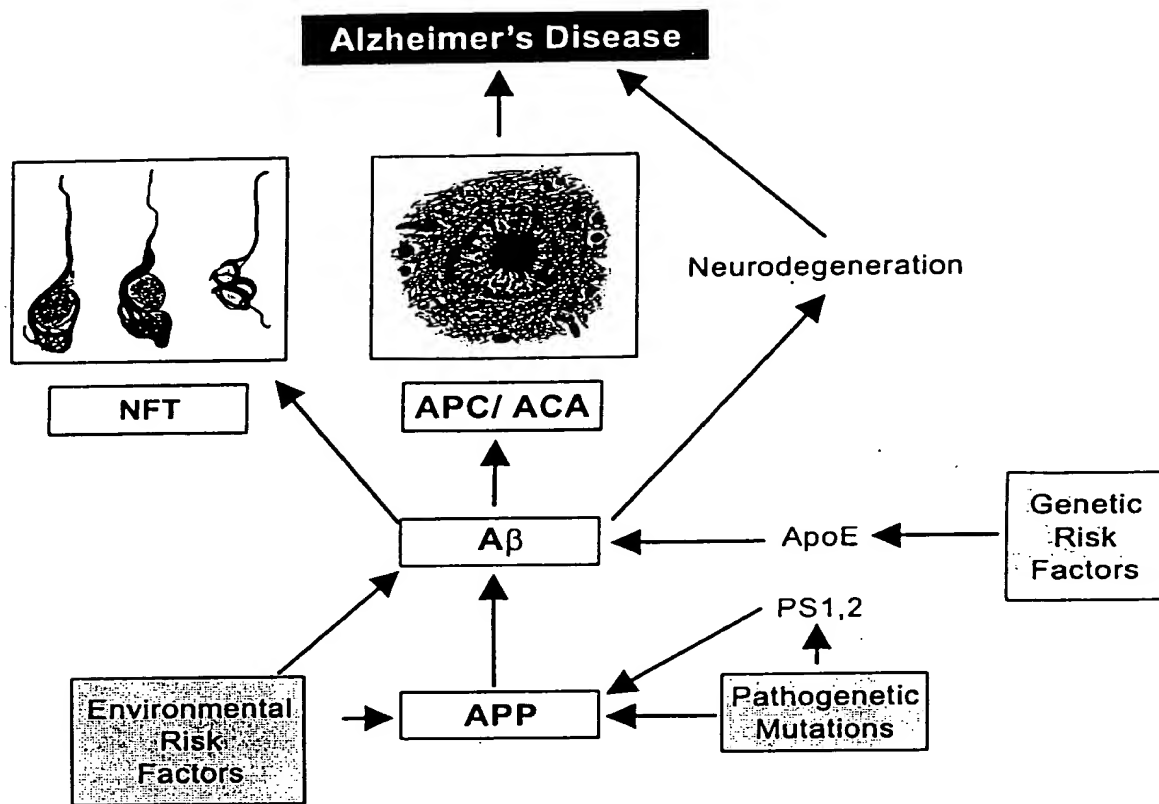 Alzheimer's Disease
Neurodegeneration
NFT
APC/ ACA
Aβ
ApoE
Genetic
Risk
Factors
PS1,2
Environmental
Risk
Factors
APP
Pathogenetic
Mutations